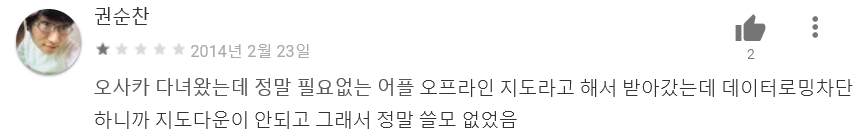 권순찬
2014년 2월 23일
2
오사카 다녀왔는데 정말 필요없는 어플 오프라인 지도라고 해서 받아갔는데 데이터로밍차단
하니까 지도다운이 안되고 그래서 정말 쓸모 없었음